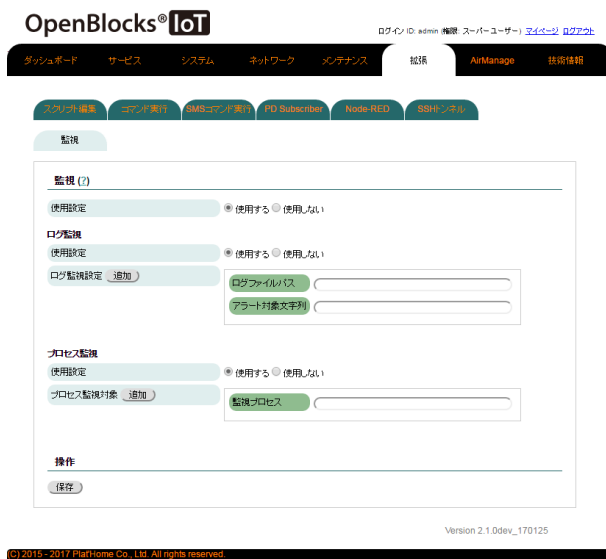 OpenBlocks® IoT
ログイン ID: admin (権限: スーパーユーザー) マイページ ログアウト
ダッシュボード サービス システム ネットワーク メンテナンス 拡張 AirManage 技術情報
スクリプト編集 コマンド実行 SMSコマンド実行 PD Subscriber Node-RED SSHトンネル
監視
監視 (?)
使用設定 使用する 使用しない
ログ監視
使用設定 使用する 使用しない
ログ監視設定 追加
ログファイルパス
アラート対象文字列
プロセス監視
使用設定 使用する 使用しない
プロセス監視対象 追加
監視プロセス
操作
保存
Version 2.1.0dev_170125
(C) 2015 - 2017 Plat'Home Co., Ltd. All rights reserved.